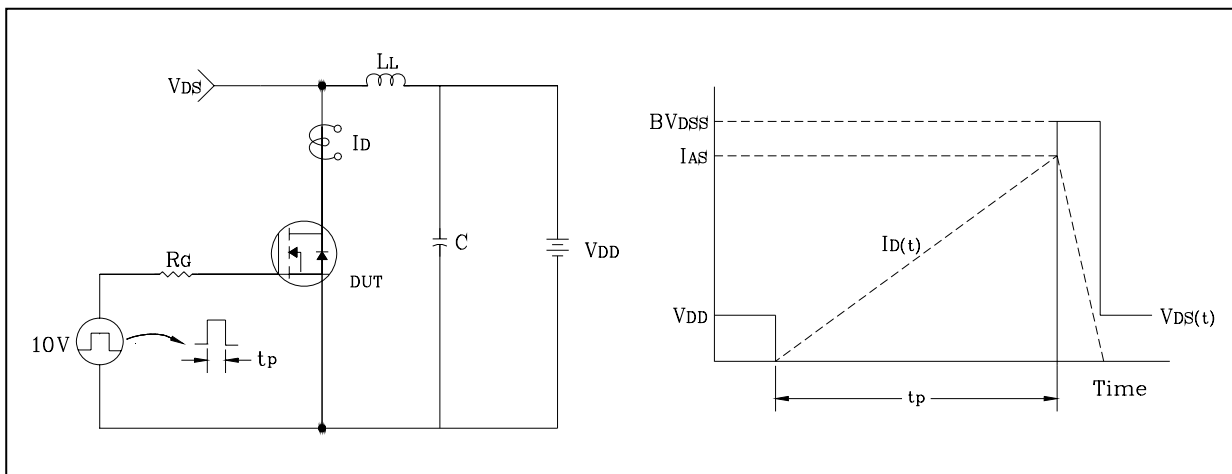 LL
VDS
ID
C
VDD
RG
DUT
10V
tp
BVDSS
IAS
ID(t)
VDD
VDS(t)
Time
tp